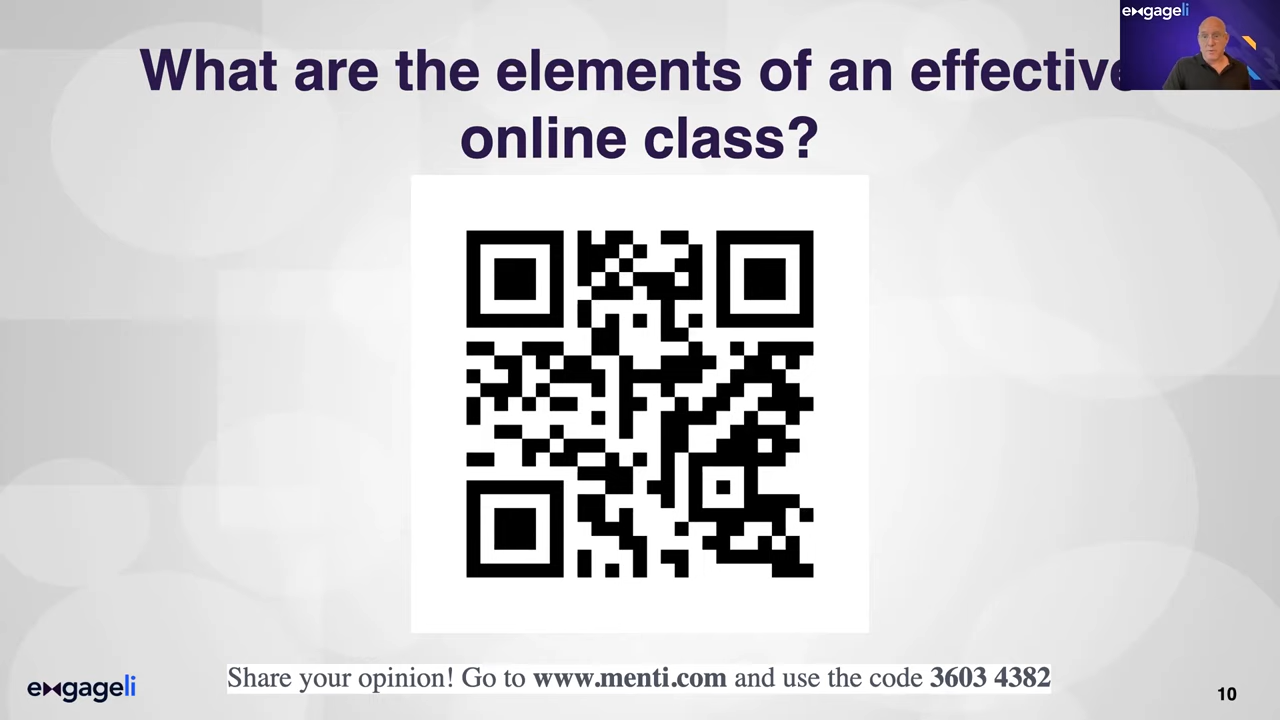 engageli
What are the elements of an effective
online class?
Share your opinion! Go to www.menti.com and use the code 3603 4382
engageli
10